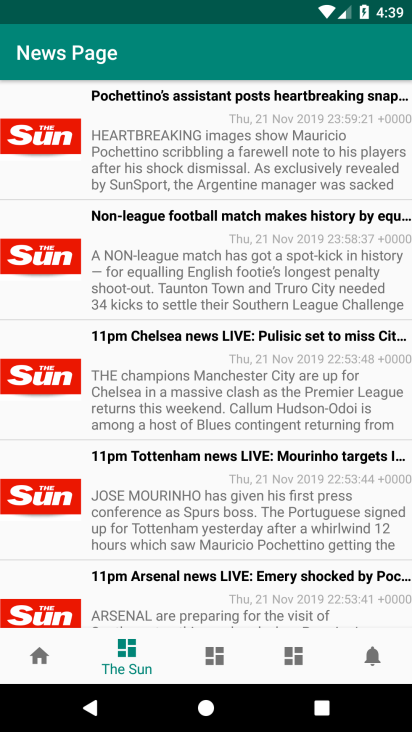 4:39
News Page
Pochettino’s assistant posts heartbreaking snap…
Thu, 21 Nov 2019 23:59:21 +0000
THE Sun
HEARTBREAKING images show Mauricio
Pochettino scribbling a farewell note to his players
after his shock dismissal. As exclusively revealed
by SunSport, the Argentine manager was sacked
Non-league football match makes history by equ…
Thu, 21 Nov 2019 23:58:37 +0000
THE Sun
A NON-league match has got a spot-kick in history
— for equalling English footie’s longest penalty
shoot-out. Taunton Town and Truro City needed
34 kicks to settle their Southern League Challenge
11pm Chelsea news LIVE: Pulisic set to miss Cit…
Thu, 21 Nov 2019 22:53:48 +0000
THE Sun
THE champions Manchester City are up for
Chelsea in a massive clash as the Premier League
returns this weekend. Callum Hudson-Odoi is
among a host of Blues contingent returning from
11pm Tottenham news LIVE: Mourinho targets I…
Thu, 21 Nov 2019 22:53:44 +0000
THE Sun
JOSE MOURINHO has given his first press
conference as Spurs boss. The Portuguese signed
up for Tottenham yesterday after a whirlwind 12
hours which saw Mauricio Pochettino getting the
11pm Arsenal news LIVE: Emery shocked by Poc…
Thu, 21 Nov 2019 22:53:41 +0000
THE Sun
ARSENAL are preparing for the visit of
The Sun